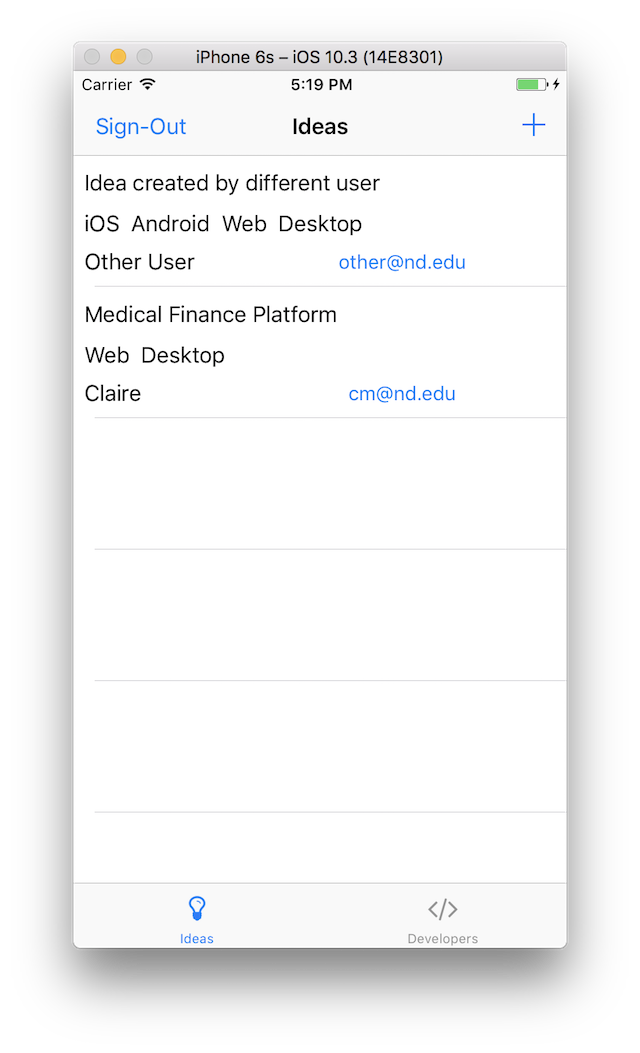 iPhone 6s – iOS 10.3 (14E8301)
Carrier 5:19 PM
Sign-Out Ideas +
Idea created by different user
iOS Android Web Desktop
Other User other@nd.edu
Medical Finance Platform
Web Desktop
Claire cm@nd.edu
Ideas Developers